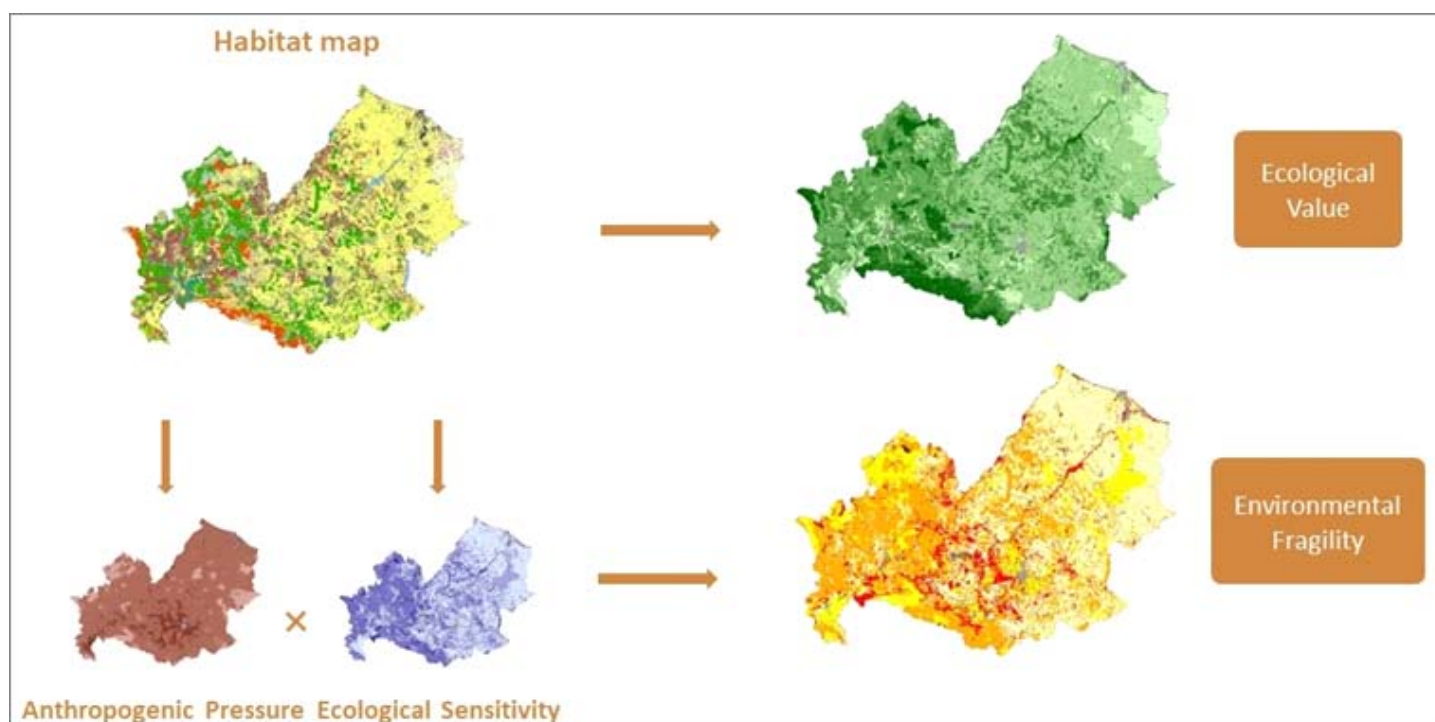 Habitat map
Ecological
Value
Environmental
Fragility
×
Anthropogenic Pressure Ecological Sensitivity